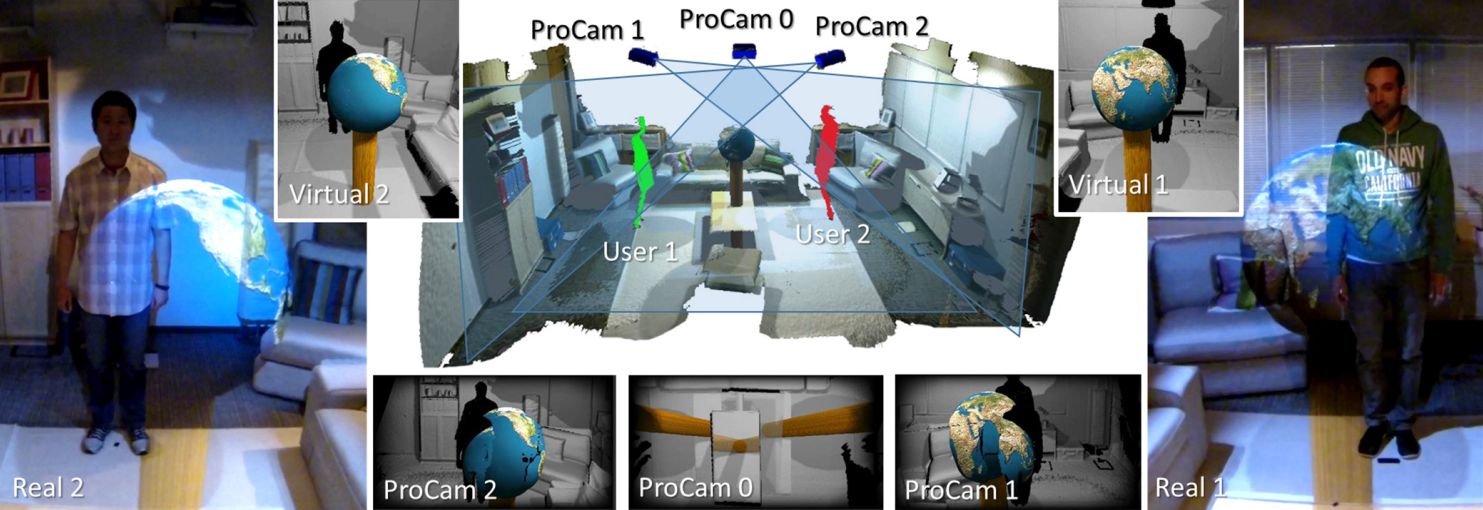 ProCam 1
ProCam 0
ProCam 2
Virtual 2
Virtual 1
User 1
User 2
OLD NAVY
CALIFORNIA
Real 2
ProCam 2
ProCam 0
ProCam 1
Real 1